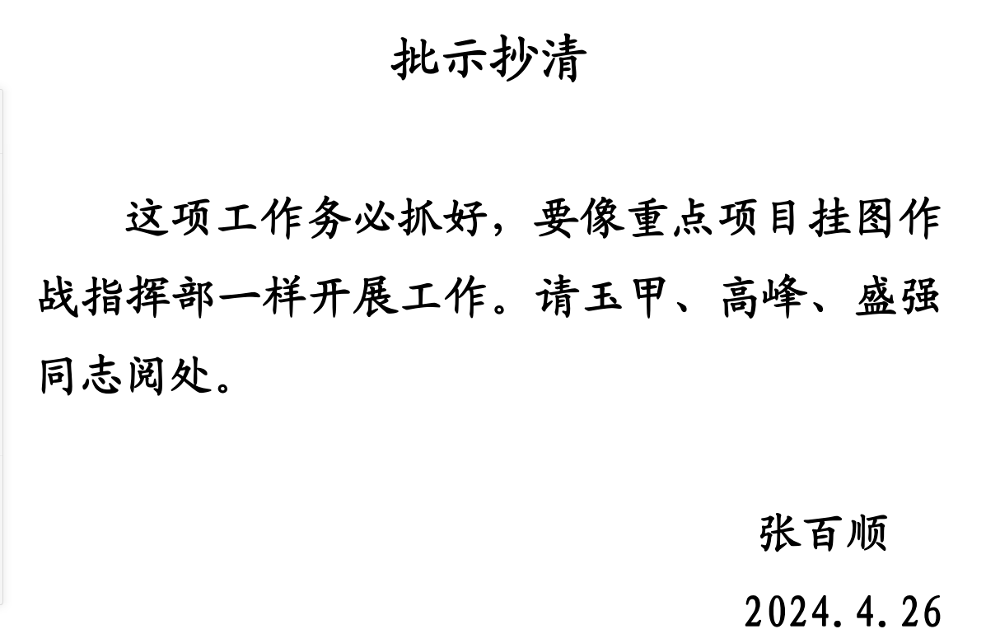 批示抄清
这项工作务必抓好，要像重点项目挂图作
战指挥部一样开展工作。请玉甲、高峰、盛强
同志阅处。
张百顺
2024.4.26